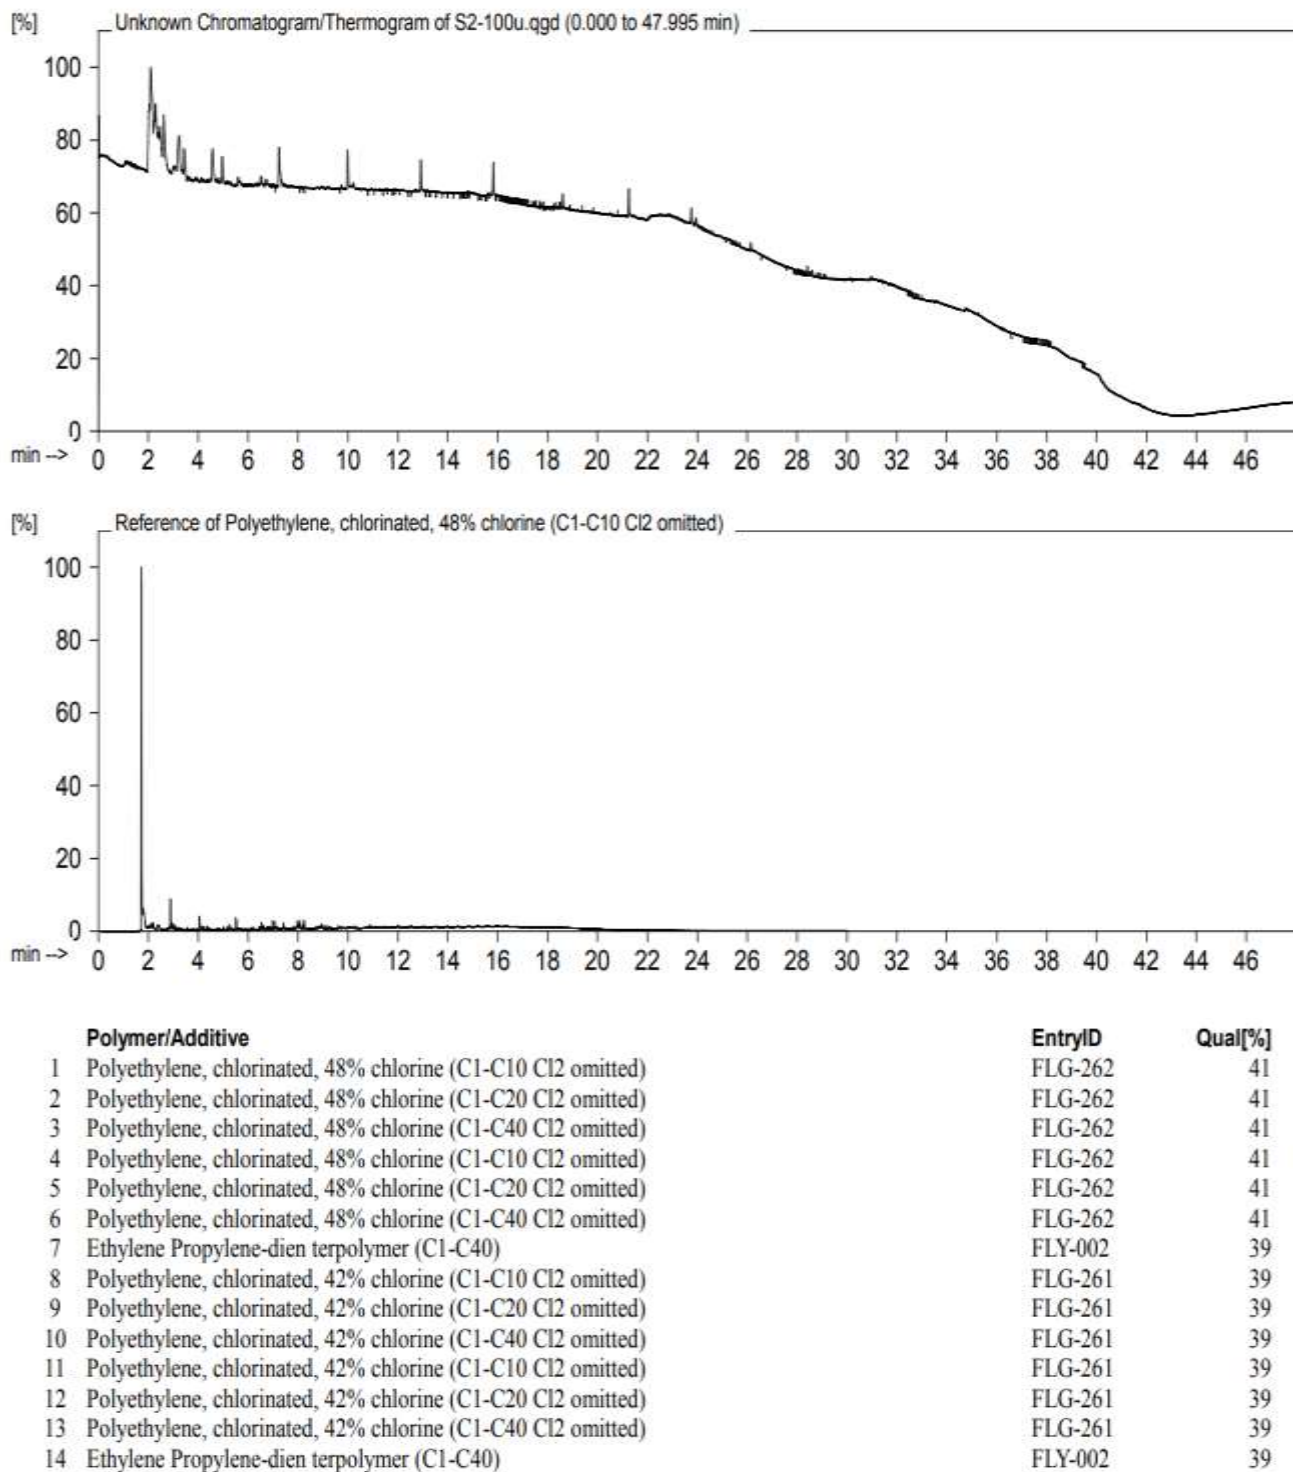 [%] Unknown Chromatogram/Thermogram of S2-100u.qgd (0.000 to 47.995 min)
100
80
60
40
20
0
min --> 0 2 4 6 8 10 12 14 16 18 20 22 24 26 28 30 32 34 36 38 40 42 44 46
[%] Reference of Polyethylene, chlorinated, 48% chlorine (C1-C10 Cl2 omitted)
100
80
60
40
20
0
min --> 0 2 4 6 8 10 12 14 16 18 20 22 24 26 28 30 32 34 36 38 40 42 44 46
Polymer/Additive EntryID Qual[%]
1 Polyethylene, chlorinated, 48% chlorine (C1-C10 Cl2 omitted) FLG-262 41
2 Polyethylene, chlorinated, 48% chlorine (C1-C20 Cl2 omitted) FLG-262 41
3 Polyethylene, chlorinated, 48% chlorine (C1-C40 Cl2 omitted) FLG-262 41
4 Polyethylene, chlorinated, 48% chlorine (C1-C10 Cl2 omitted) FLG-262 41
5 Polyethylene, chlorinated, 48% chlorine (C1-C20 Cl2 omitted) FLG-262 41
6 Polyethylene, chlorinated, 48% chlorine (C1-C40 Cl2 omitted) FLG-262 41
7 Ethylene Propylene-dien terpolymer (C1-C40) FLY-002 39
8 Polyethylene, chlorinated, 42% chlorine (C1-C10 Cl2 omitted) FLG-261 39
9 Polyethylene, chlorinated, 42% chlorine (C1-C20 Cl2 omitted) FLG-261 39
10 Polyethylene, chlorinated, 42% chlorine (C1-C40 Cl2 omitted) FLG-261 39
11 Polyethylene, chlorinated, 42% chlorine (C1-C10 Cl2 omitted) FLG-261 39
12 Polyethylene, chlorinated, 42% chlorine (C1-C20 Cl2 omitted) FLG-261 39
13 Polyethylene, chlorinated, 42% chlorine (C1-C40 Cl2 omitted) FLG-261 39
14 Ethylene Propylene-dien terpolymer (C1-C40) FLY-002 39